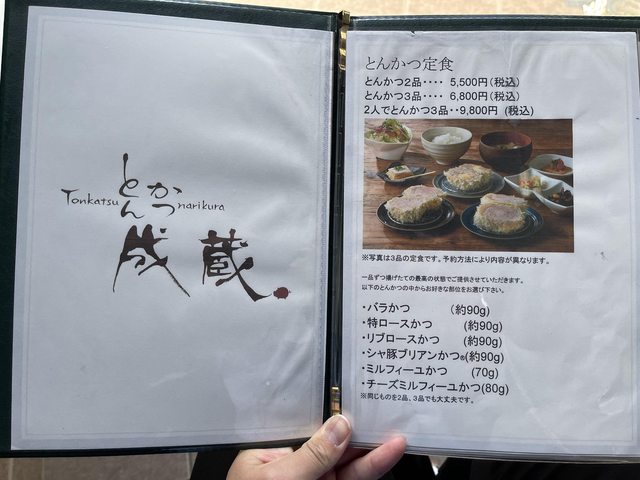 Tonkatsu
とんかつ
narikura
成蔵
とんかつ定食
とんかつ2品････ 5,500円(税込)
とんかつ3品････ 6,800円(税込)
2人でとんかつ3品･･9,800円 (税込)
※写真は3品の定食です。予約方法により内容が異なります。
一品ずつ揚げたての最高の状態でご提供させていただきます。
以下のとんかつの中からお好きな部位をお選び下さい。
・バラかつ (約90g)
・特ロースかつ (約90g)
・リブロースかつ (約90g)
・シャ豚ブリアンかつ®(約90g)
・ミルフィーユかつ (70g)
・チーズミルフィーユかつ(80g)
※同じものを2品、3品でも大丈夫です。